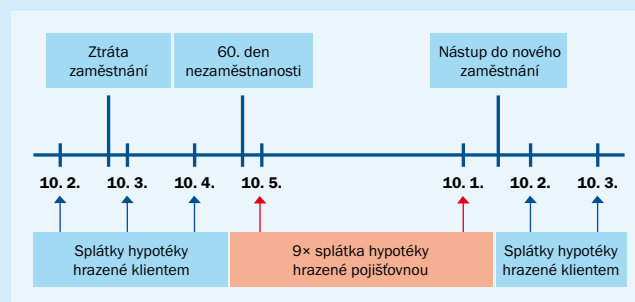 Ztráta
zaměstnání
60. den
nezaměstnanosti
Nástup do nového
zaměstnání
10. 2.
10. 3.
10. 4.
10. 5.
10. 1.
10. 2.
10. 3.
Splátky hypotéky
hrazené klientem
9× splátka hypotéky
hrazené pojišťovnou
Splátky hypotéky
hrazené klientem